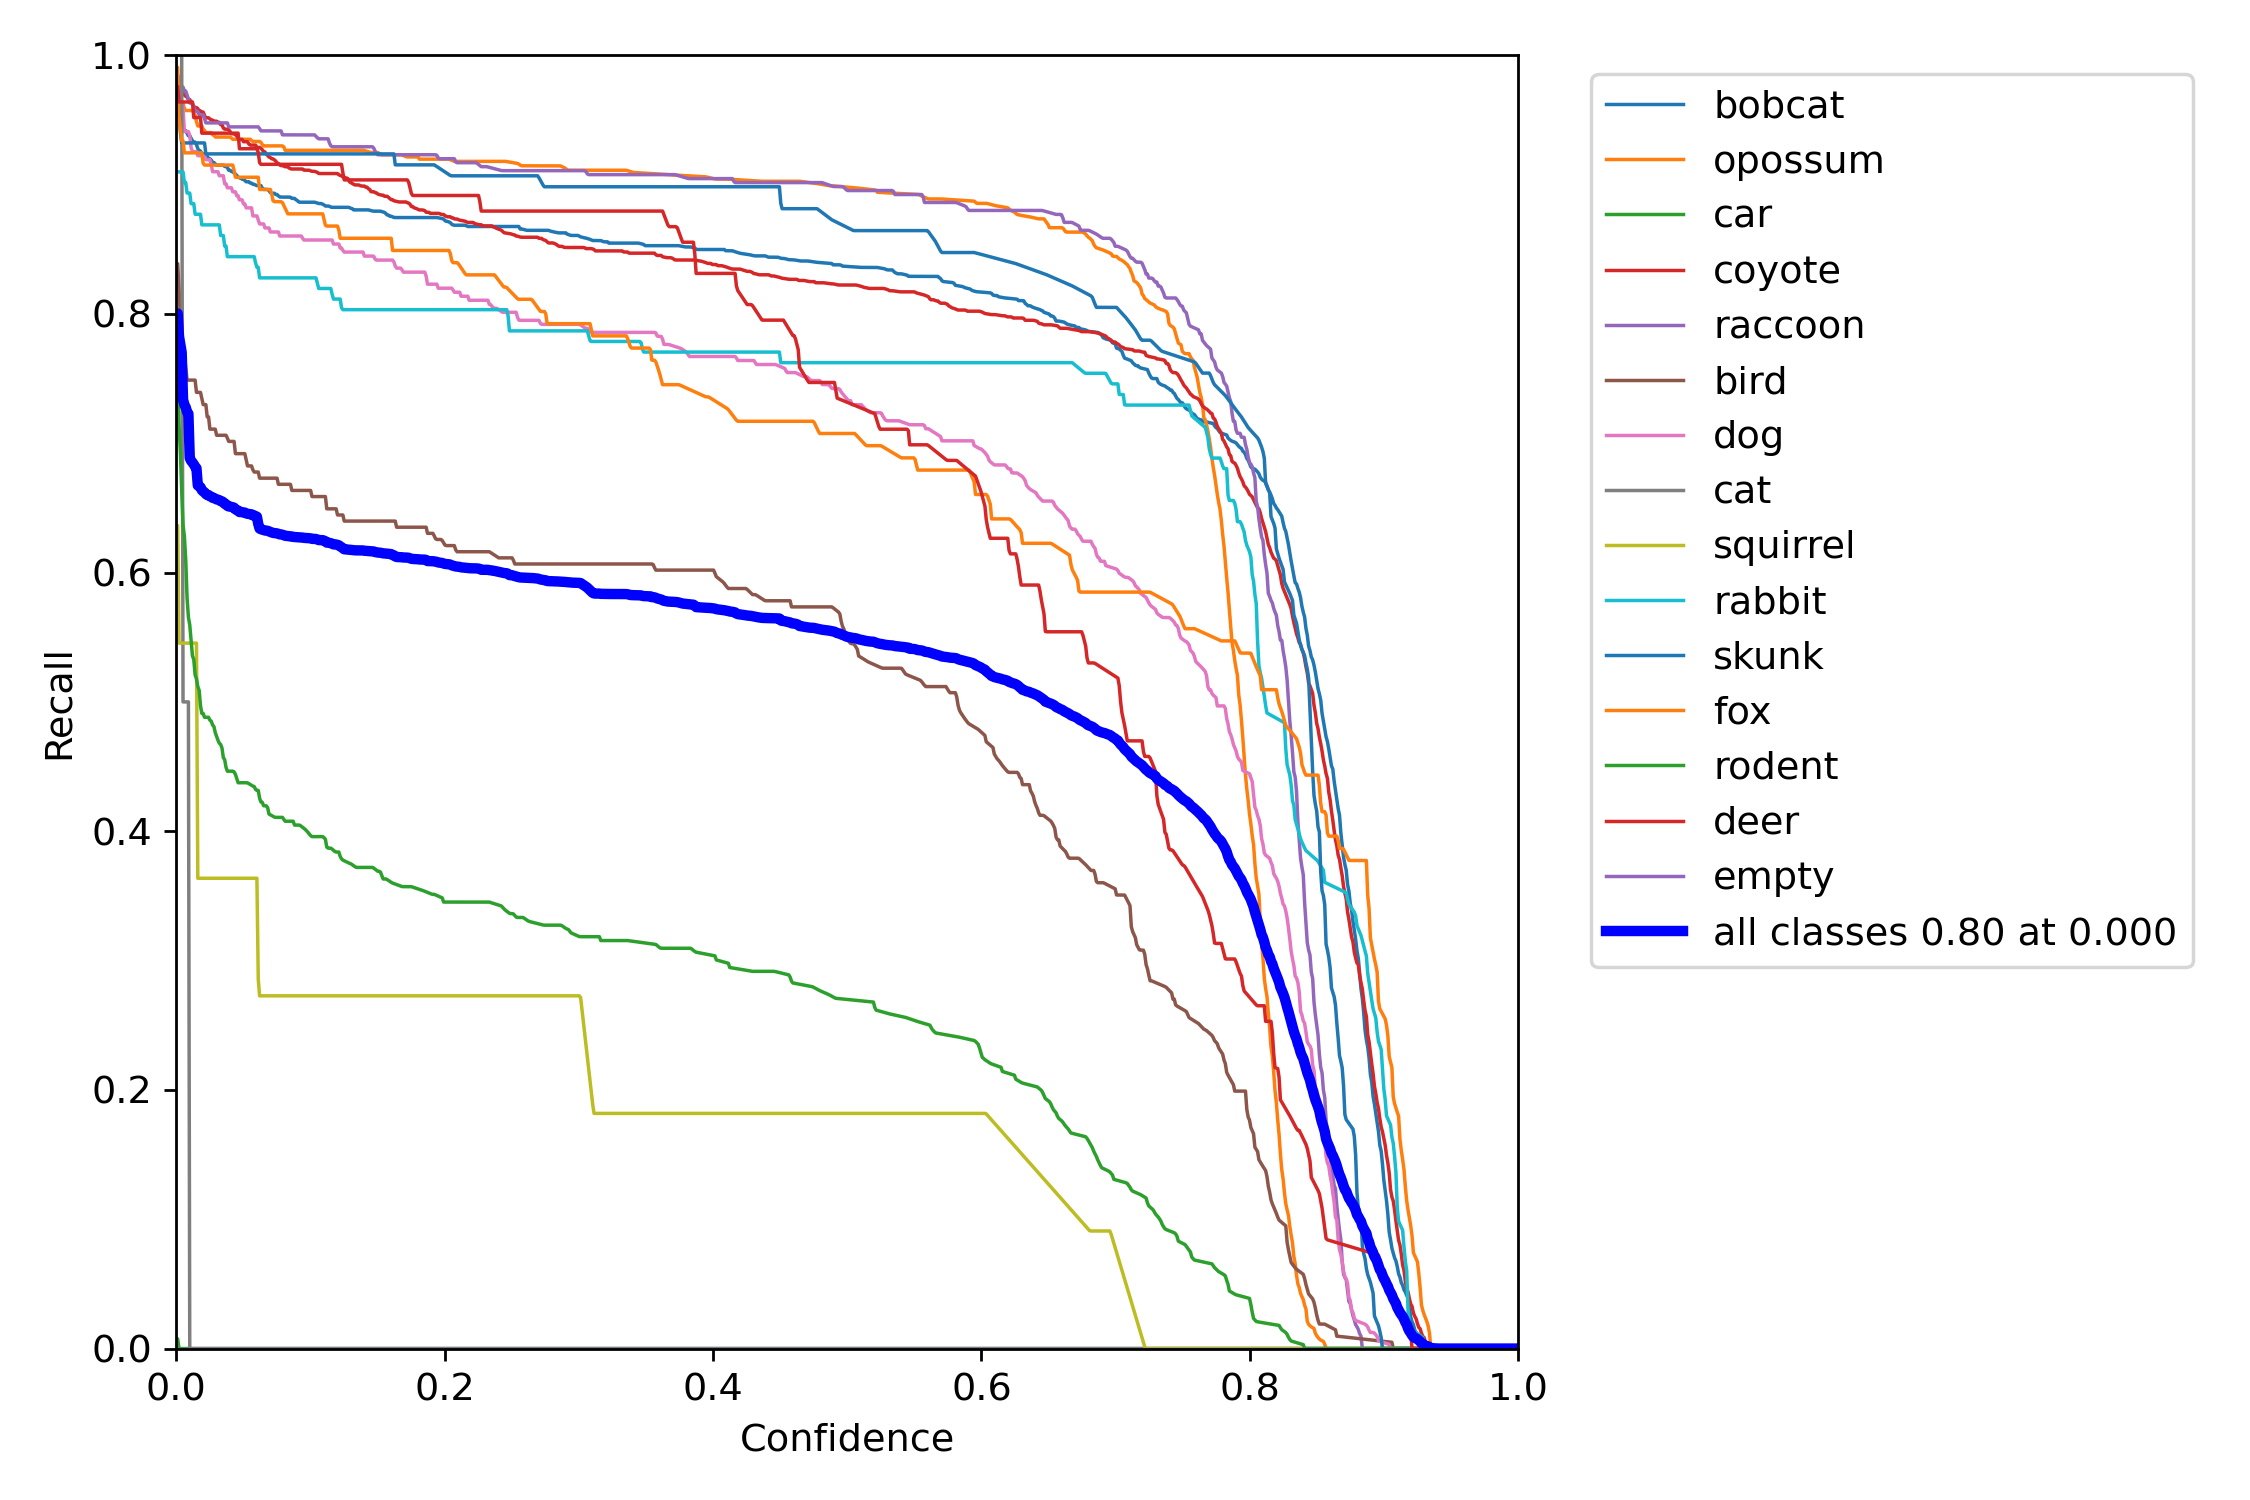 1.0
0.8
0.6
0.4
0.2
0.0
Recall
0.0 0.2 0.4 0.6 0.8 1.0
Confidence
bobcat
opossum
car
coyote
raccoon
bird
dog
cat
squirrel
rabbit
skunk
fox
rodent
deer
empty
all classes 0.80 at 0.000